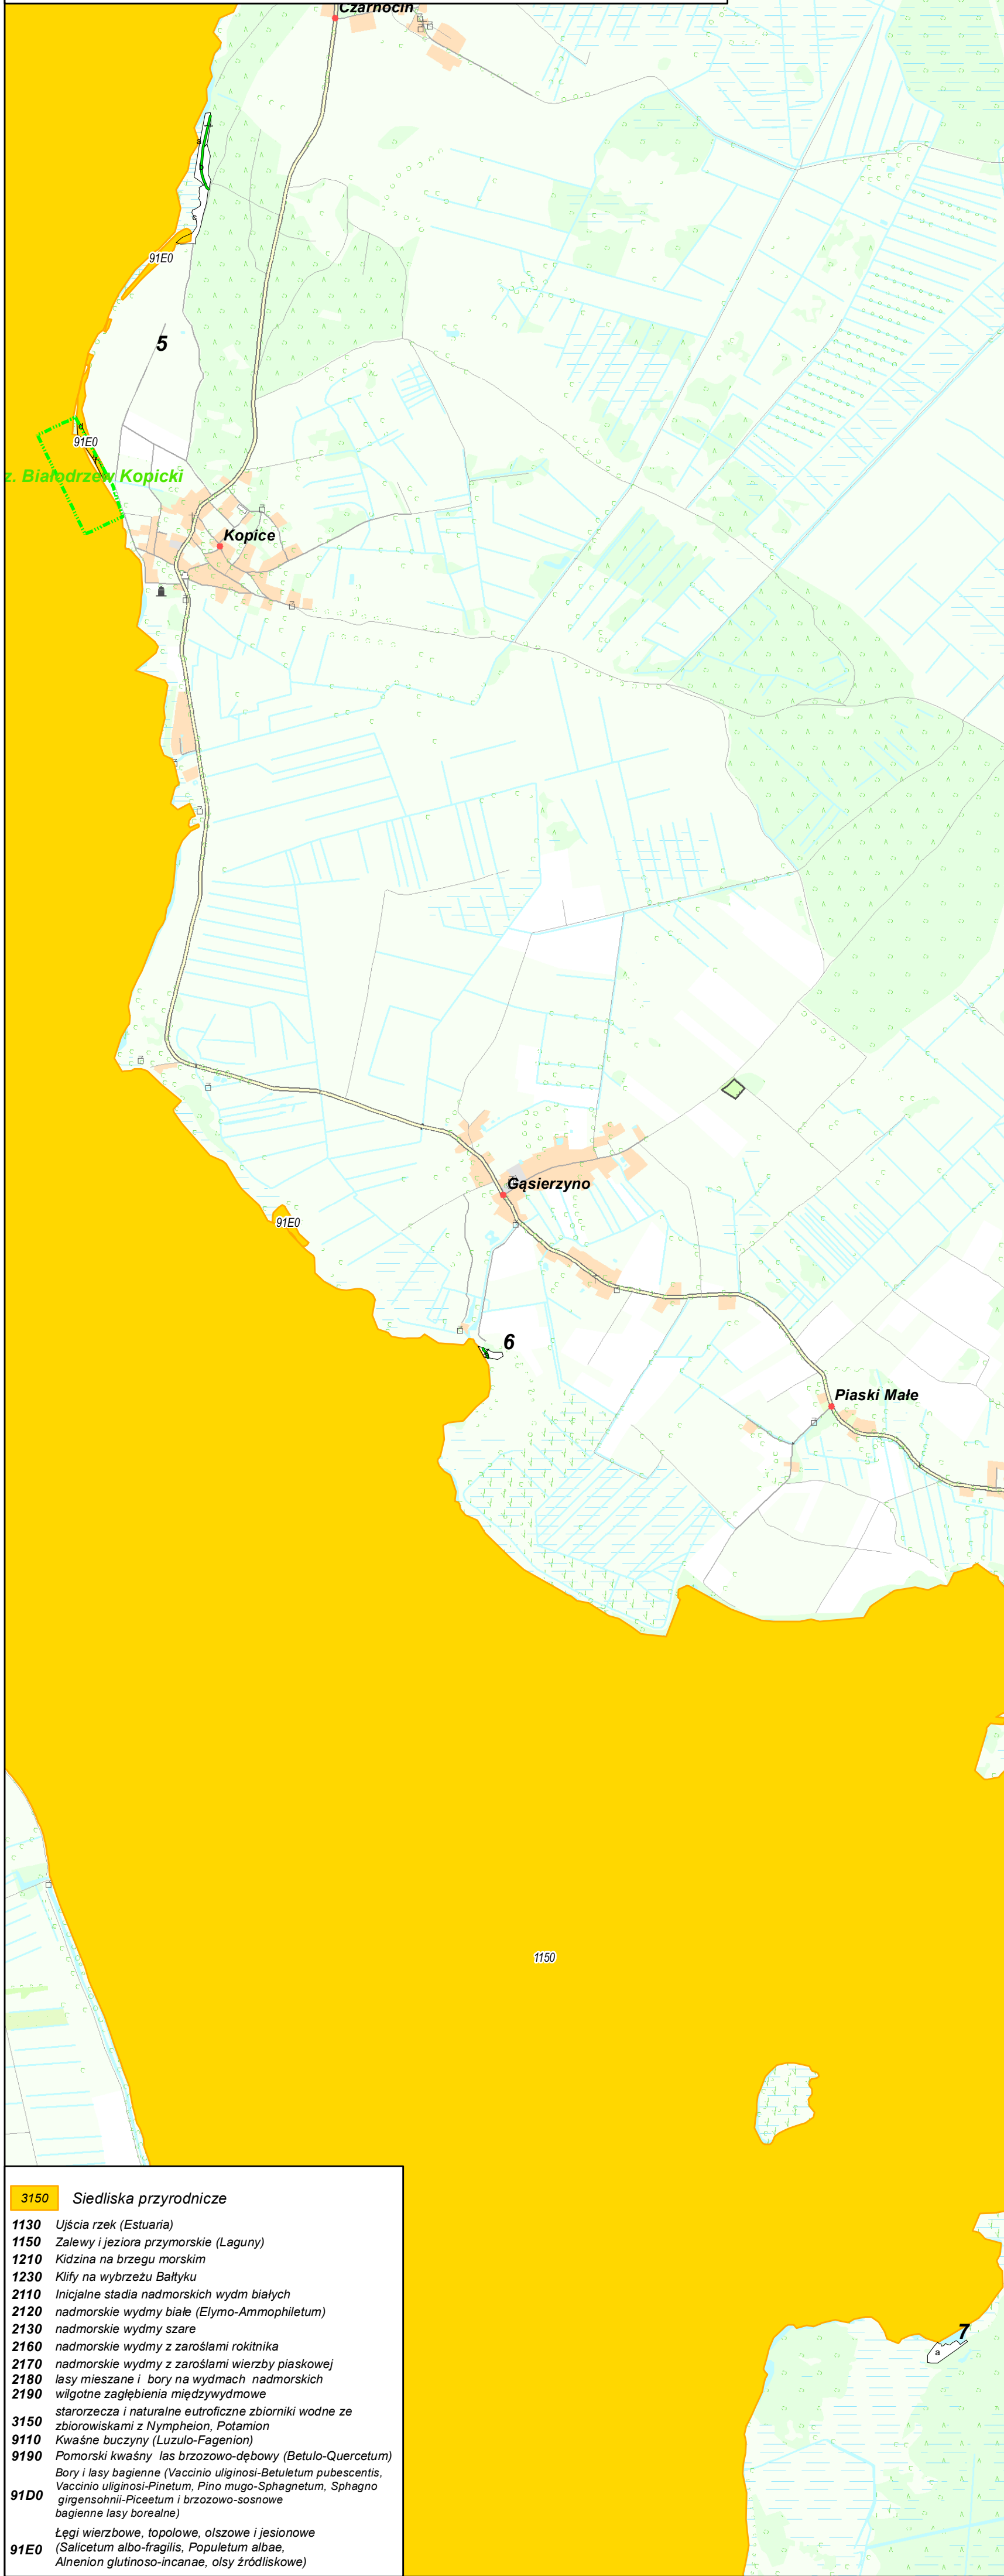 Czarnocin
a
b
c
91E0
5
d
91E0
z. Białodrzew Kopicki
Kopice
Gąsierzyno
91E0
6
Piaski Małe
1150
7
a
3150 Siedliska przyrodnicze
1130 Ujścia rzek (Estuaria)
1150 Zalewy i jeziora przymorskie (Laguny)
1210 Kidzina na brzegu morskim
1230 Klify na wybrzeżu Bałtyku
2110 Inicjalne stadia nadmorskich wydm białych
2120 nadmorskie wydmy białe (Elymo-Ammophiletum)
2130 nadmorskie wydmy szare
2160 nadmorskie wydmy z zaroślami rokitnika
2170 nadmorskie wydmy z zaroślami wierzby piaskowej
2180 lasy mieszane i bory na wydmach nadmorskich
2190 wilgotne zagłębienia międzywydmowe
3150 starorzecza i naturalne eutroficzne zbiorniki wodne ze
zbiorowiskami z Nympheion, Potamion
9110 Kwaśne buczyny (Luzulo-Fagenion)
9190 Pomorski kwaśny las brzozowo-dębowy (Betulo-Quercetum)
91D0 Bory i lasy bagienne (Vaccinio uliginosi-Betuletum pubescentis,
Vaccinio uliginosi-Pinetum, Pino mugo-Sphagnetum, Sphagno
girgensohnii-Piceetum i brzozowo-sosnowe
bagienne lasy borealne)
91E0 Łęgi wierzbowe, topolowe, olszowe i jesionowe
(Salicetum albo-fragilis, Populetum albae,
Alnenion glutinoso-incanae, olsy źródliskowe)